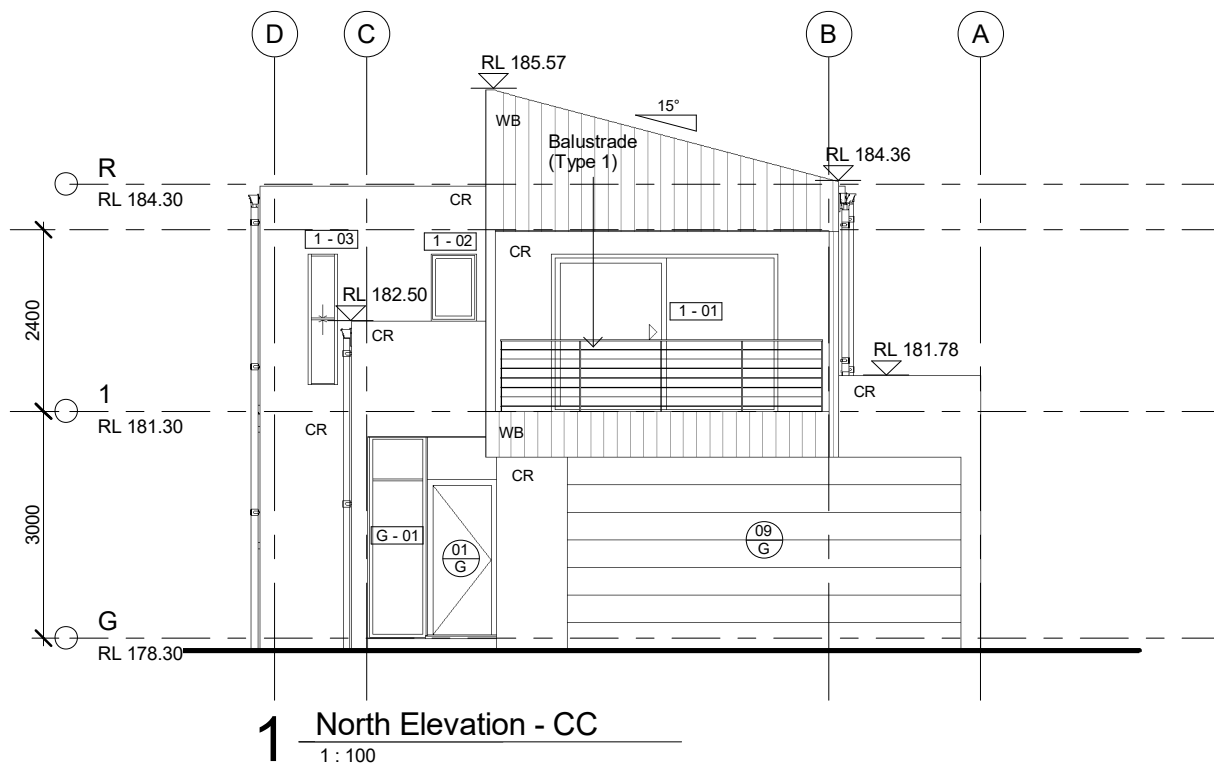 D
C
B
A
RL 185.57
15°
WB
Balustrade
(Type 1)
RL 184.36
R
RL 184.30
CR
1 - 03
1 - 02
CR
RL 182.50
1 - 01
2400
CR
RL 181.78
CR
1
RL 181.30
CR
WB
CR
3000
G - 01
01
G
09
G
G
RL 178.30
1 North Elevation - CC
1 : 100